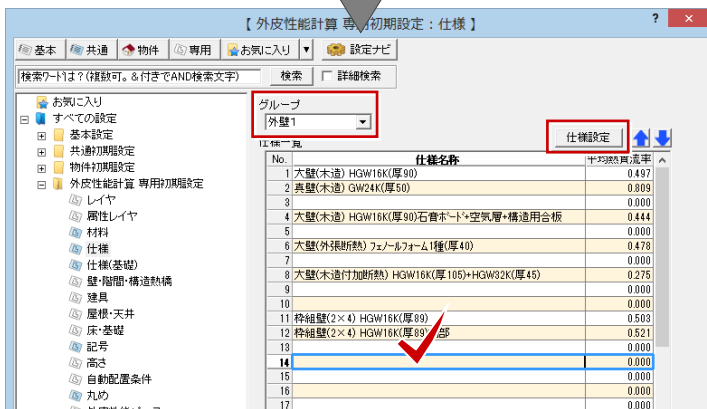 【 外皮性能計算 専用初期設定：仕様 】
? ×
基本 共通 物件 専用 お気に入り ▼ 設定ナビ
検索ワードは？(複数可。&付きでAND検索文字) 検索 詳細検索
お気に入り
すべての設定
基本設定
共通初期設定
物件初期設定
外皮性能計算 専用初期設定
レイヤ
属性レイヤ
材料
仕様
仕様(基礎)
壁・階間・構造熱橋
建具
屋根・天井
床・基礎
記号
高さ
自動配置条件
丸め
グループ
外壁1
仕様設定
仕様一覧
No. 仕様名称 平均熱貫流率
1 大壁(木造) HGW16K(厚90) 0.497
2 真壁(木造) GW24K(厚50) 0.809
3 0.000
4 大壁(木造) HGW16K(厚90)石膏ボード+空気層+構造用合板 0.444
5 0.000
6 大壁(外張断熱) フェノールフォーム1種(厚40) 0.478
7 0.000
8 大壁(木造付加断熱) HGW16K(厚105)+HGW32K(厚45) 0.275
9 0.000
10 0.000
11 枠組壁(2×4) HGW16K(厚89) 0.503
12 枠組壁(2×4) HGW16K(厚89) 部 0.521
13 0.000
14 0.000
15 0.000
16 0.000
17 0.000